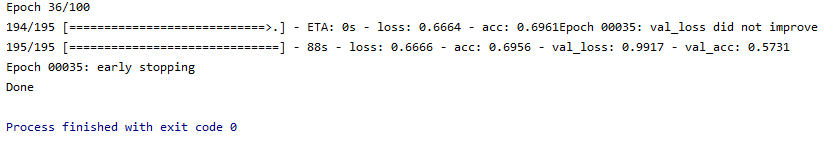 Epoch 36/100
194/195 [============================>.] - ETA: 0s - loss: 0.6664 - acc: 0.6961Epoch 00035: val_loss did not improve
195/195 [==============================] - 88s - loss: 0.6666 - acc: 0.6956 - val_loss: 0.9917 - val_acc: 0.5731
Epoch 00035: early stopping
Done
Process finished with exit code 0